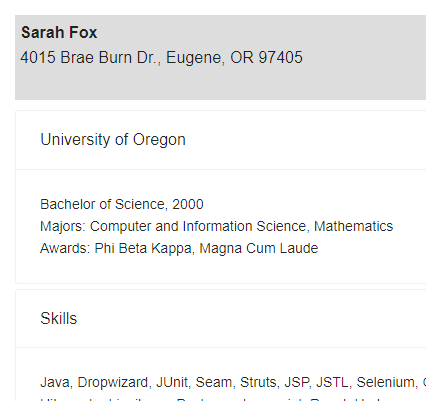 Sarah Fox
4015 Brae Burn Dr., Eugene, OR 97405
University of Oregon
Bachelor of Science, 2000
Majors: Computer and Information Science, Mathematics
Awards: Phi Beta Kappa, Magna Cum Laude
Skills
Java, Dropwizard, JUnit, Seam, Struts, JSP, JSTL, Selenium,